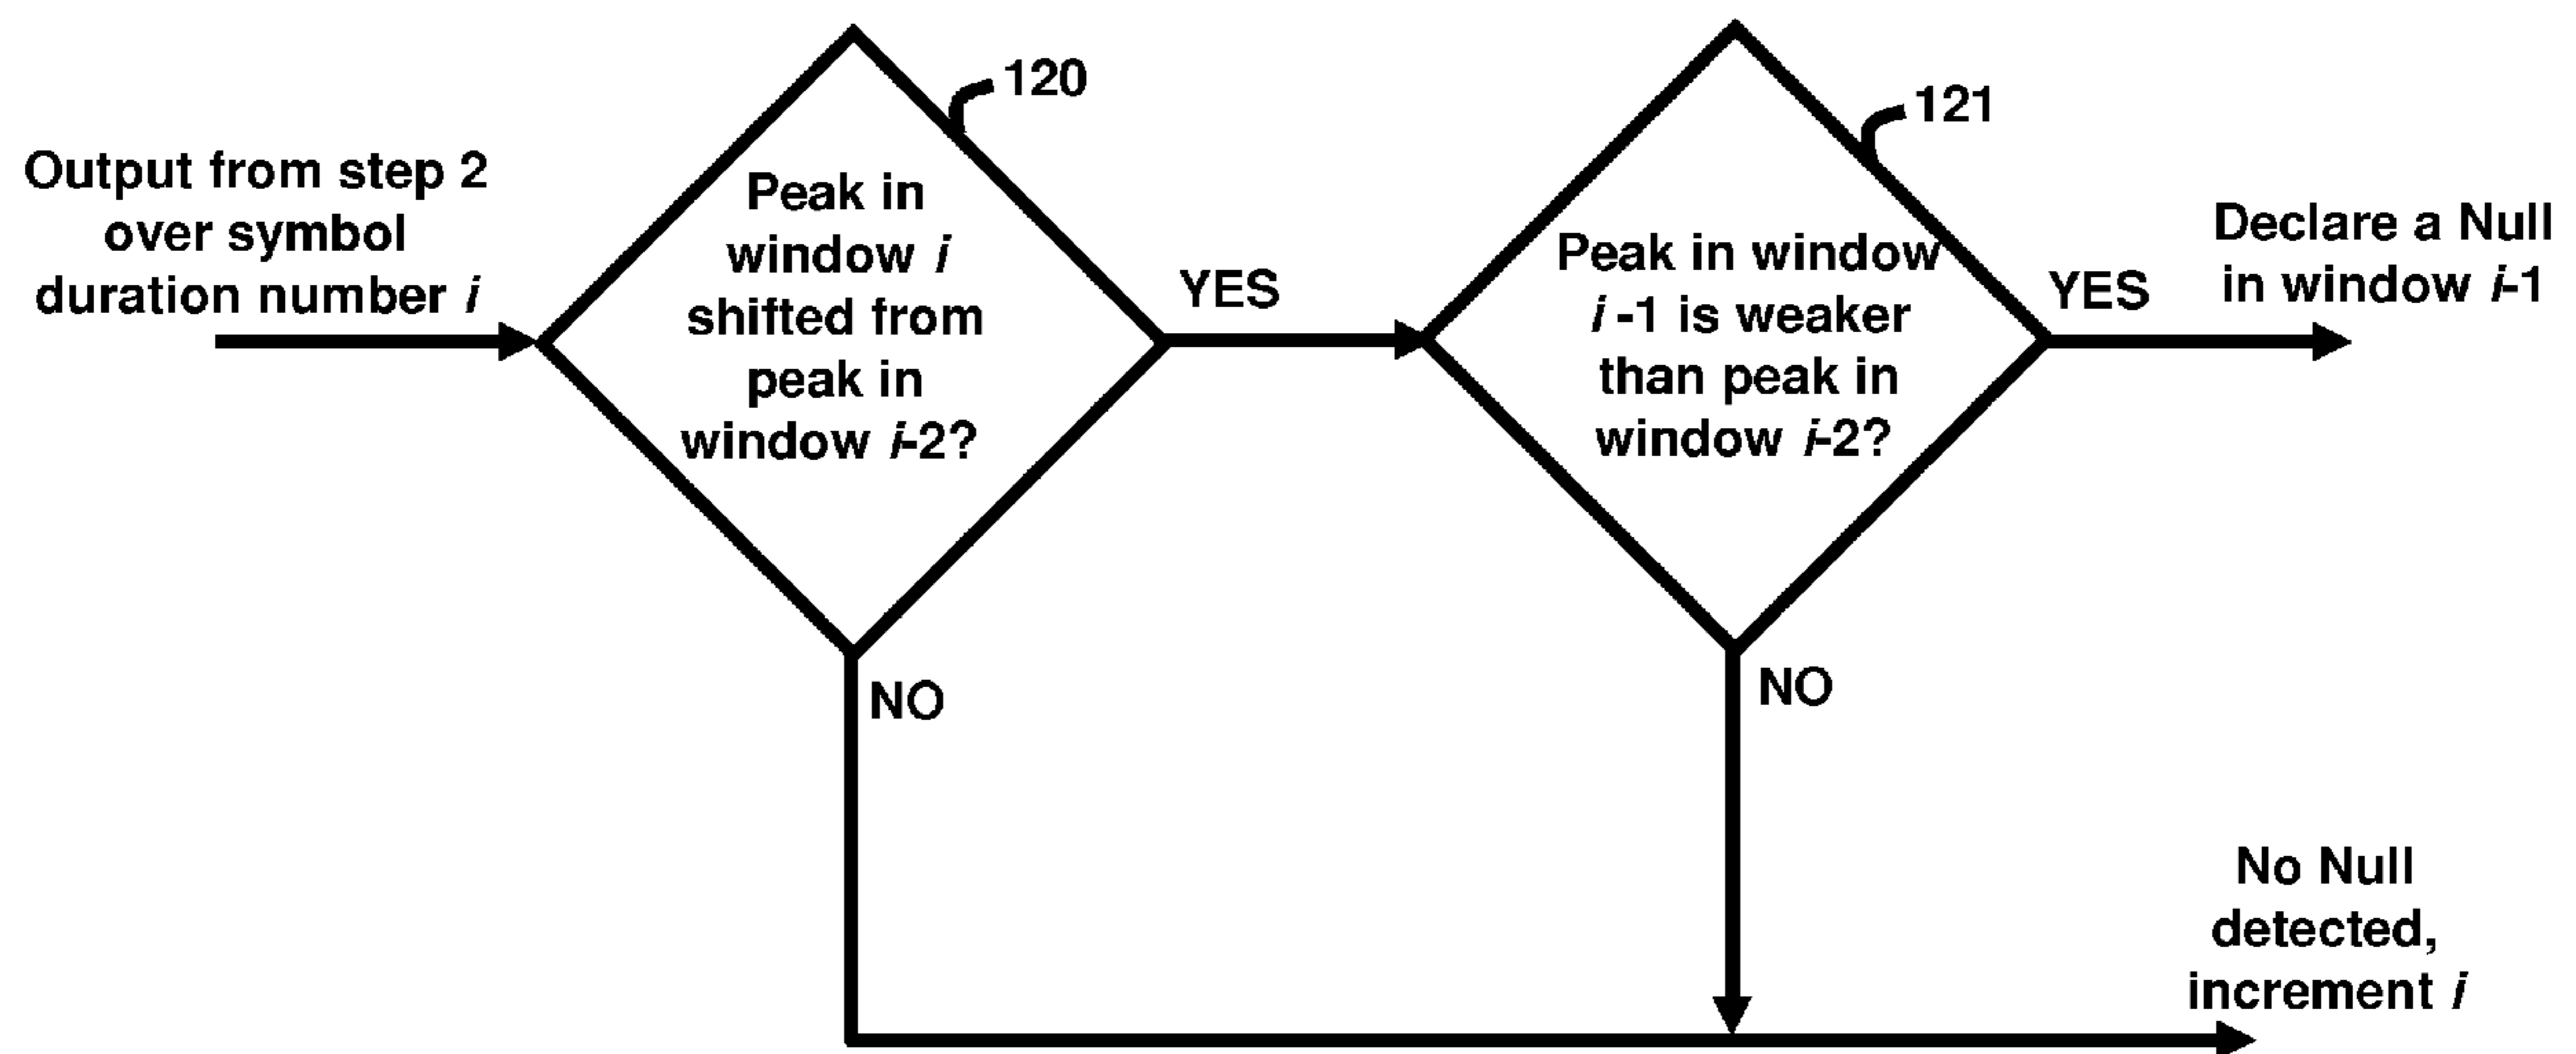 Output from step 2
over symbol
duration number i
120
Peak in
window i
shifted from
peak in
window i-2?
YES
NO
121
Peak in window
i -1 is weaker
than peak in
window i-2?
YES
NO
Declare a Null
in window i-1
No Null
detected,
increment i